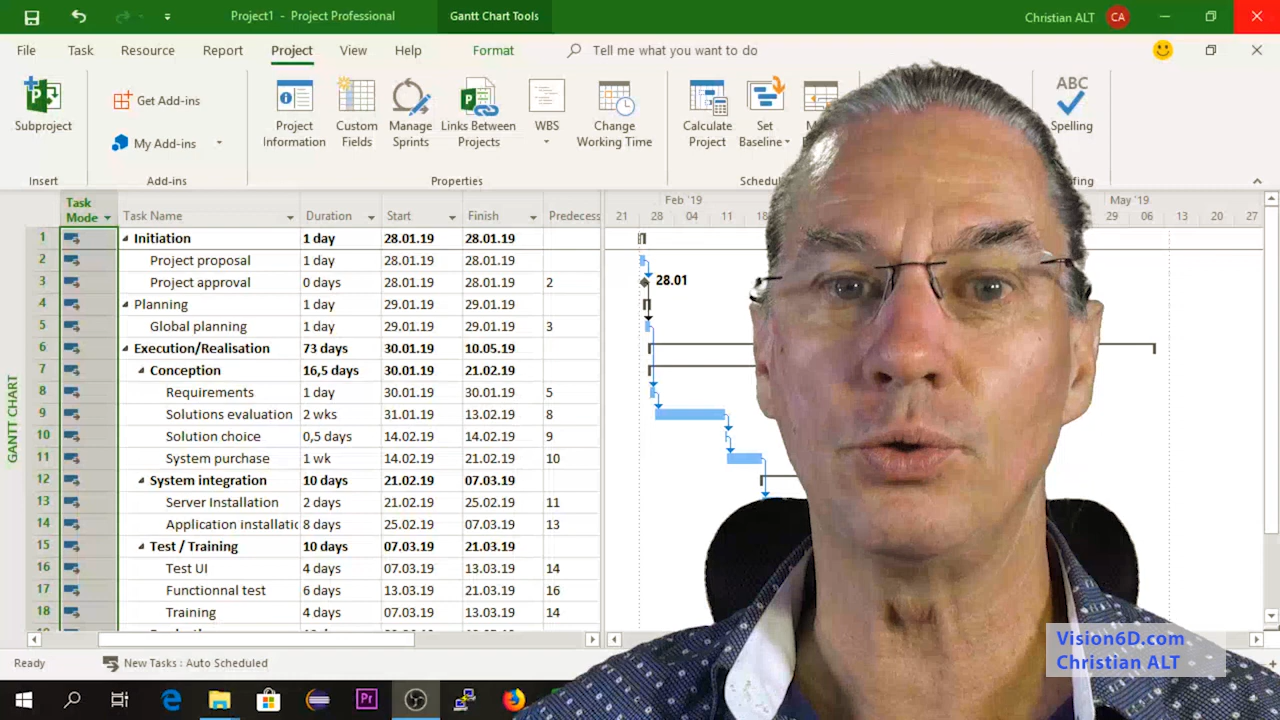 Project1 - Project Professional
Gantt Chart Tools
Christian ALT
CA
File Task Resource Report Project View Help Format Tell me what you want to do
Subproject
Get Add-ins
My Add-ins
Project Information
Custom Fields
Manage Sprints
Links Between Projects
WBS
Change Working Time
Calculate Project
Set Baseline
ABC
Spelling
Insert Add-ins Properties
Task Mode Task Name Duration Start Finish Predecess
Feb '19 May '19
21 28 04 11 18 29 06 13 20 27
1 Initiation 1 day 28.01.19 28.01.19
2 Project proposal 1 day 28.01.19 28.01.19
3 Project approval 0 days 28.01.19 28.01.19 2 28.01
4 Planning 1 day 29.01.19 29.01.19
5 Global planning 1 day 29.01.19 29.01.19 3
6 Execution/Realisation 73 days 30.01.19 10.05.19
7 Conception 16,5 days 30.01.19 21.02.19
8 Requirements 1 day 30.01.19 30.01.19 5
9 Solutions evaluation 2 wks 31.01.19 13.02.19 8
10 Solution choice 0,5 days 14.02.19 14.02.19 9
11 System purchase 1 wk 14.02.19 21.02.19 10
12 System integration 10 days 21.02.19 07.03.19
13 Server Installation 2 days 21.02.19 25.02.19 11
14 Application installatic 8 days 25.02.19 07.03.19 13
15 Test / Training 10 days 07.03.19 21.03.19
16 Test UI 4 days 07.03.19 13.03.19 14
17 Functionnal test 6 days 13.03.19 21.03.19 16
18 Training 4 days 07.03.19 13.03.19 14
GANTT CHART
Ready New Tasks : Auto Scheduled
Vision6D.com
Christian ALT
Pr